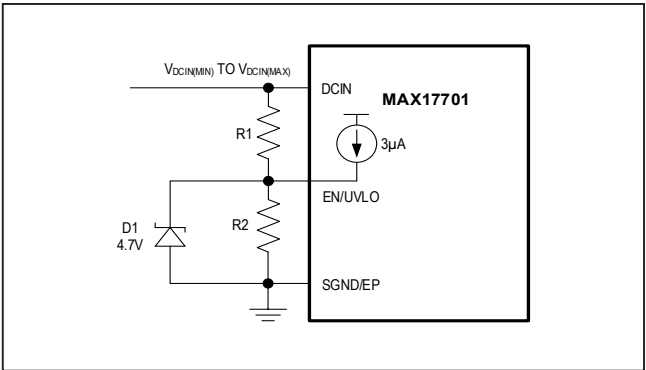 VDCIN(MIN) TO VDCIN(MAX)
DCIN
MAX17701
R1
3µA
EN/UVLO
D1
4.7V
R2
SGND/EP